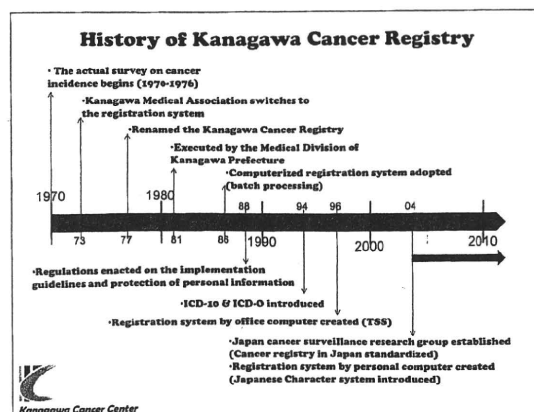 History of Kanagawa Cancer Registry
·The actual survey on cancer
incidence begins (1970-1976)
·Kanagawa Medical Association switches to
the registration system
·Renamed the Kanagawa Cancer Registry
·Executed by the Medical Division of
Kanagawa Prefecture
·Computerized registration system adopted
(batch processing)
1970 1980 88 94 96 04
73 77 81 86 1990 2000 2010
·Regulations enacted on the implementation
guidelines and protection of personal information
·ICD-10 & ICD-O introduced
·Registration system by office computer created (TSS)
·Japan cancer surveillance research group established
(Cancer registry in Japan standardized)
·Registration system by personal computer created
(Japanese Character system introduced)
Kanagawa Cancer Center